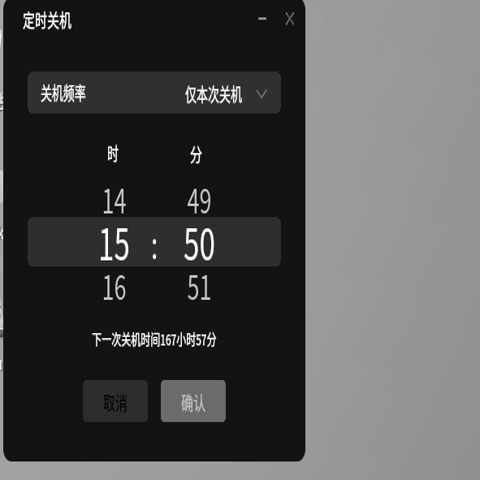 定时关机
关机频率 仅本次关机
时 分
14 49
15 : 50
16 51
下一次关机时间167小时57分
取消 确认